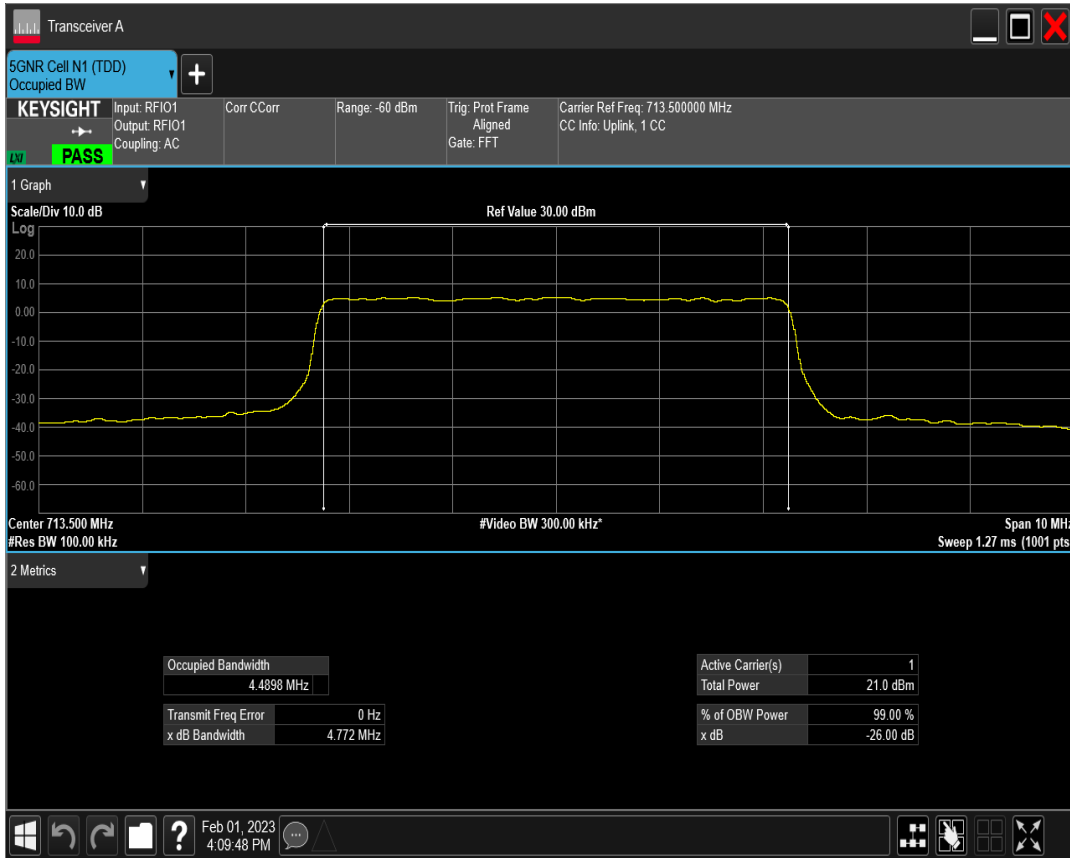 Transceiver A
5GNR Cell N1 (TDD)
Occupied BW
KEYSIGHT
LXI
PASS
Input: RFIO1
Output: RFIO1
Coupling: AC
Corr CCorr
Range: -60 dBm
Trig: Prot Frame
Aligned
Gate: FFT
Carrier Ref Freq: 713.500000 MHz
CC Info: Uplink, 1 CC
1 Graph
Scale/Div 10.0 dB
Ref Value 30.00 dBm
Log
20.0
10.0
0.00
-10.0
-20.0
-30.0
-40.0
-50.0
-60.0
Center 713.500 MHz
#Video BW 300.00 kHz*
Span 10 MHz
#Res BW 100.00 kHz
Sweep 1.27 ms (1001 pts
2 Metrics
Occupied Bandwidth
4.4898 MHz
Transmit Freq Error 0 Hz
x dB Bandwidth 4.772 MHz
Active Carrier(s) 1
Total Power 21.0 dBm
% of OBW Power 99.00 %
x dB -26.00 dB
?
Feb 01, 2023
4:09:48 PM